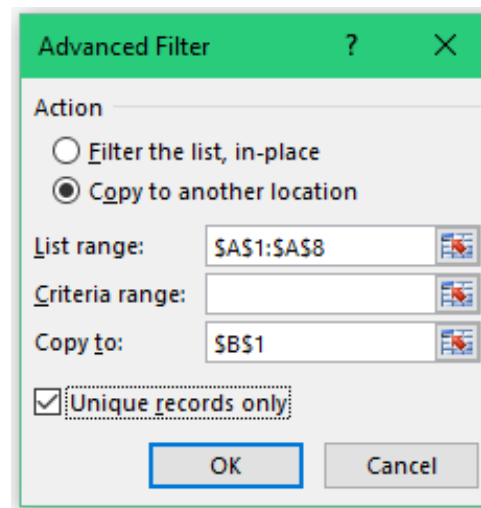 Advanced Filter ? ×
Action
Filter the list, in-place
Copy to another location
List range: $A$1:$A$8
Criteria range:
Copy to: $B$1
Unique records only
OK Cancel